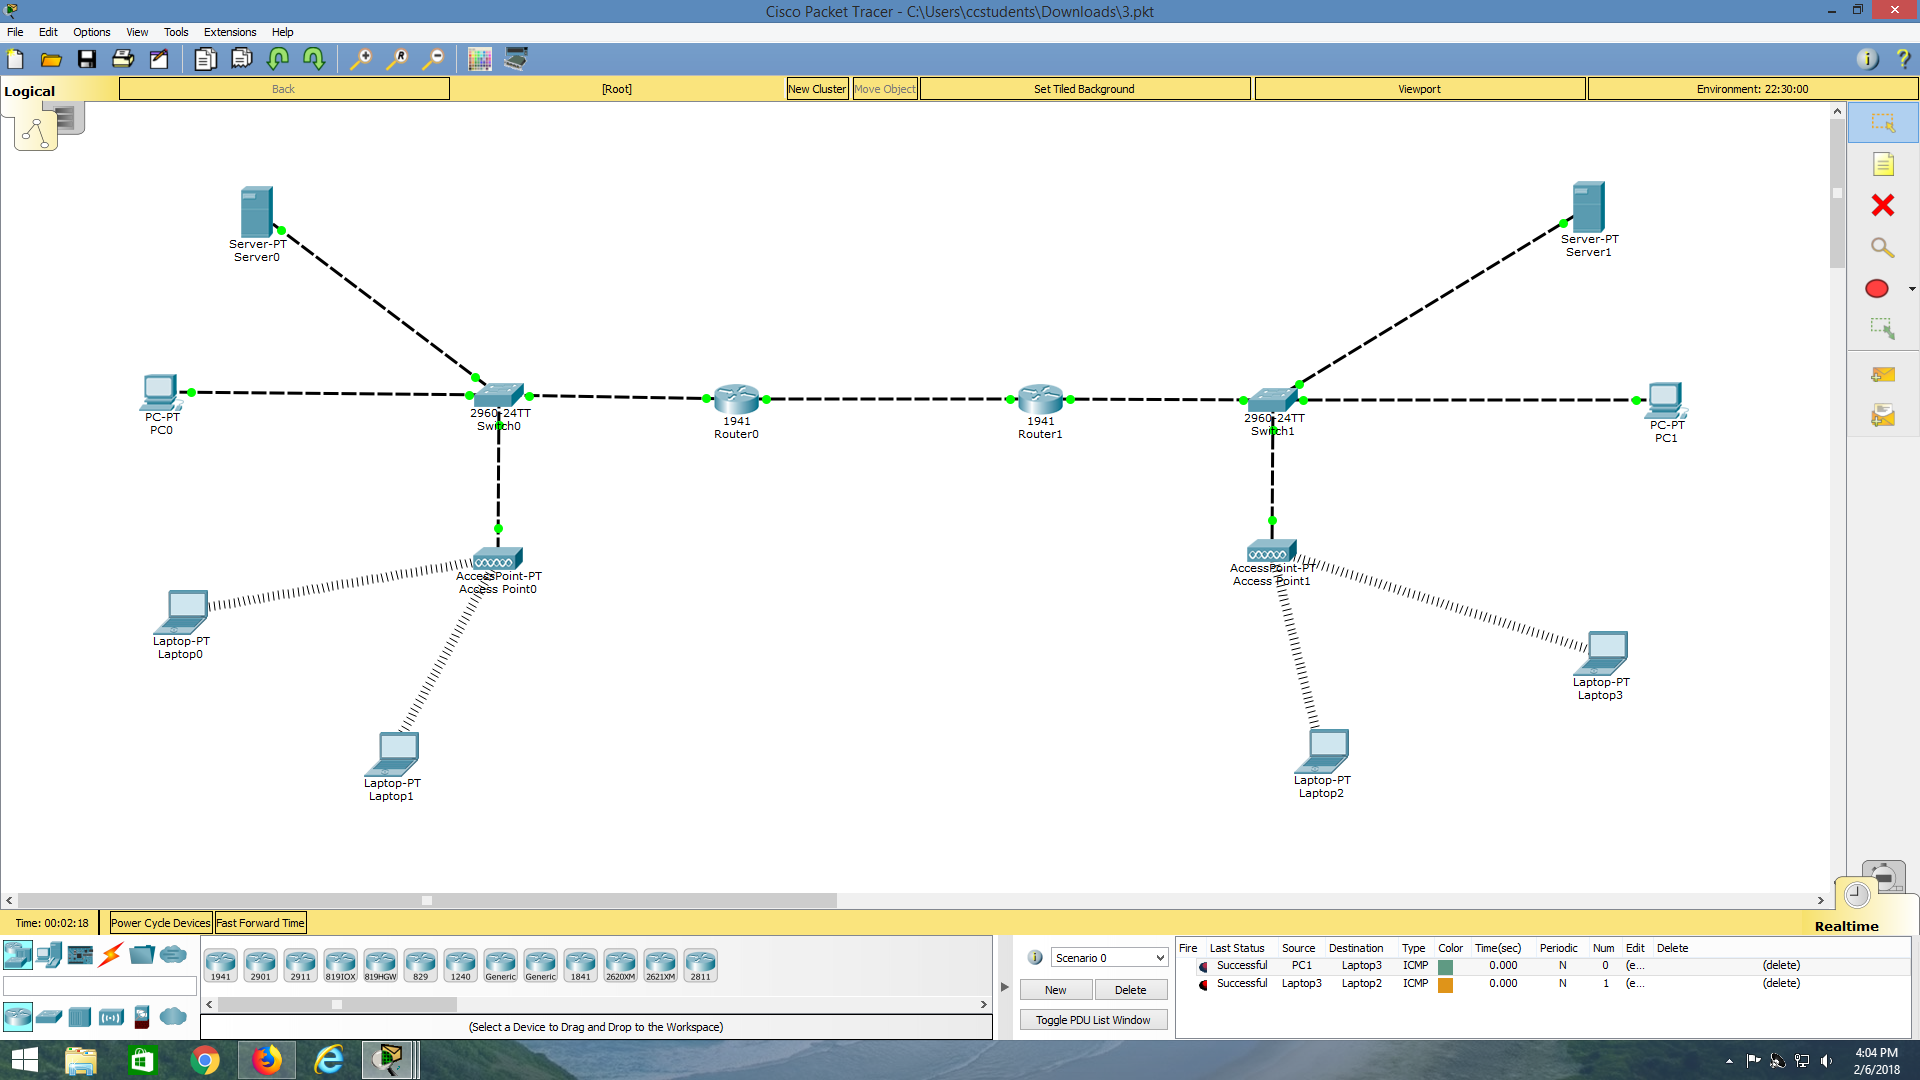 Cisco Packet Tracer - C:\Users\ccstudents\Downloads\3.pkt
File Edit Options View Tools Extensions Help
Logical
Back
[Root]
New Cluster
Move Object
Set Tiled Background
Viewport
Environment: 22:30:00
Server-PT
Server0
Server-PT
Server1
PC-PT
PC0
2960-24TT
Switch0
1941
Router0
1941
Router1
2960-24TT
Switch1
PC-PT
PC1
AccessPoint-PT
Access Point0
AccessPoint-PT
Access Point1
Laptop-PT
Laptop0
Laptop-PT
Laptop3
Laptop-PT
Laptop1
Laptop-PT
Laptop2
Time: 00:02:18
Power Cycle Devices
Fast Forward Time
Realtime
1941 2901 2911 819IOX 819HGW 829 1240 Generic Generic 1841 2620XM 2621XM 2811
(Select a Device to Drag and Drop to the Workspace)
Scenario 0
New
Delete
Toggle PDU List Window
Fire Last Status Source Destination Type Color Time(sec) Periodic Num Edit Delete
Successful PC1 Laptop3 ICMP 0.000 N 0 (e... (delete)
Successful Laptop3 Laptop2 ICMP 0.000 N 1 (e... (delete)
4:04 PM
2/6/2018